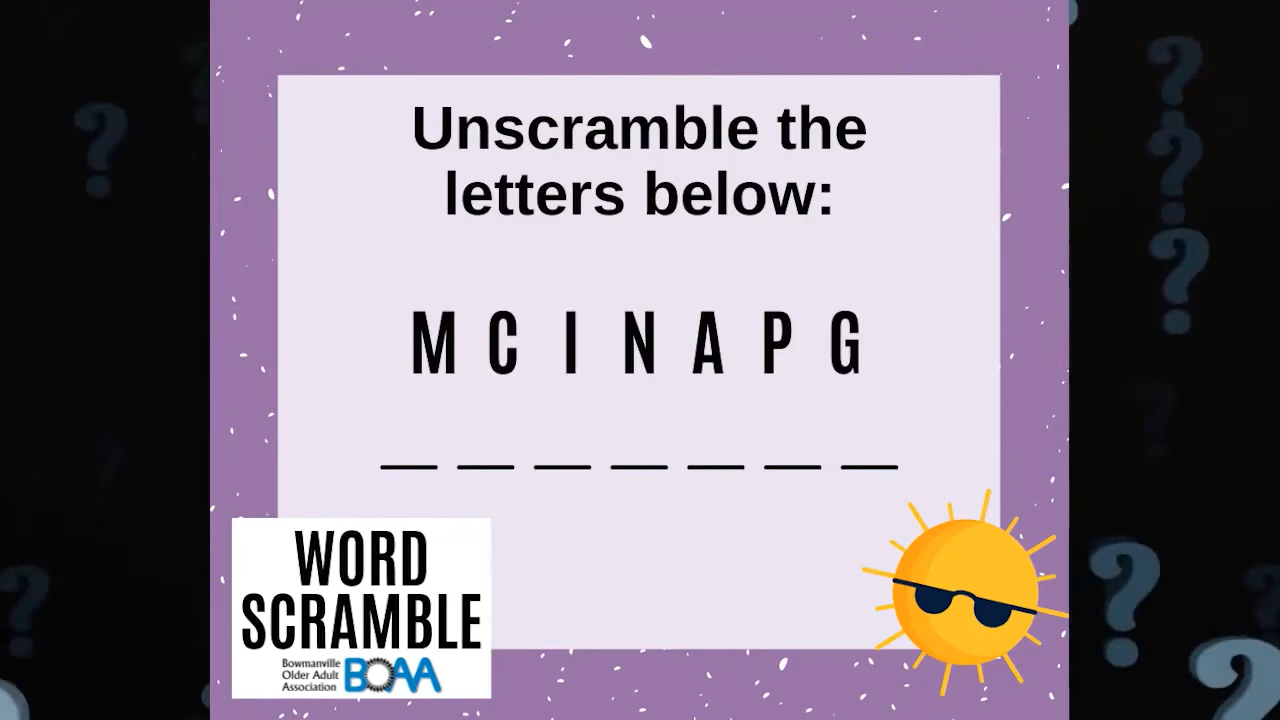 Unscramble the
letters below:
M C I N A P G
_ _ _ _ _ _ _
WORD
SCRAMBLE
Bowmanville
Older Adult
Association
BOAA
? ? ? ? ? ? ? ?